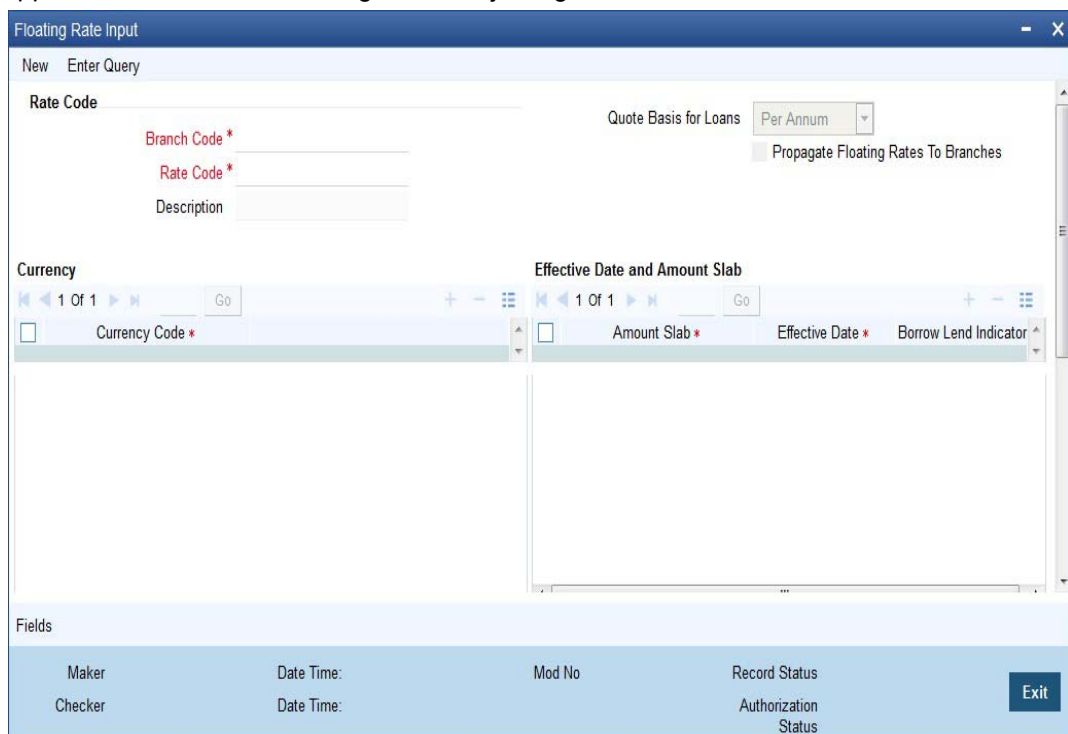 Floating Rate Input
New Enter Query
Rate Code
Branch Code *
Rate Code *
Description
Quote Basis for Loans Per Annum
Propagate Floating Rates To Branches
Currency
1 Of 1 Go
Currency Code *
Effective Date and Amount Slab
1 Of 1 Go
Amount Slab * Effective Date * Borrow Lend Indicator
Fields
Maker Date Time: Mod No Record Status
Checker Date Time: Authorization
Status
Exit